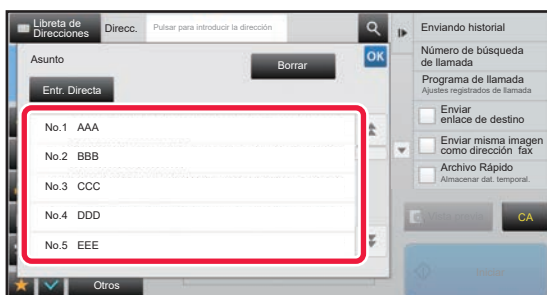 Libreta de
Direcciones
Direcc.
Pulsar para introducir la dirección
Asunto
Borrar
OK
Entr. Directa
No.1 AAA
No.2 BBB
No.3 CCC
No.4 DDD
No.5 EEE
Otros
Enviando historial
Número de búsqueda
de llamada
Programa de llamada
Ajustes registrados de llamada
Enviar
enlace de destino
Enviar misma imagen
como dirección fax
Archivo Rápido
Almacenar dat. temporal.
CA